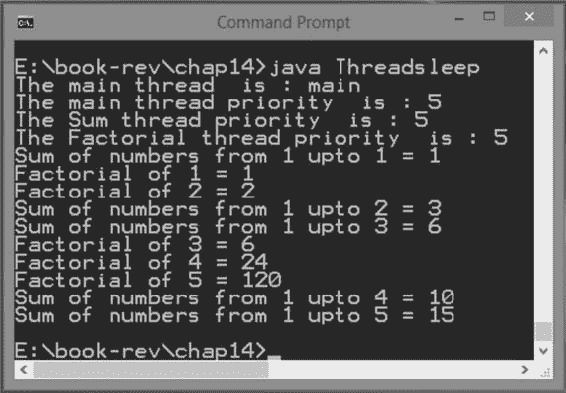 Command Prompt
E:\book-rev\chap14>java Threadsleep
The main thread  is : main
The main thread priority  is : 5
The Sum thread priority  is : 5
The Factorial thread priority  is : 5
Sum of numbers from 1 upto 1 = 1
Factorial of 1 = 1
Factorial of 2 = 2
Sum of numbers from 1 upto 2 = 3
Sum of numbers from 1 upto 3 = 6
Factorial of 3 = 6
Factorial of 4 = 24
Factorial of 5 = 120
Sum of numbers from 1 upto 4 = 10
Sum of numbers from 1 upto 5 = 15
E:\book-rev\chap14>_